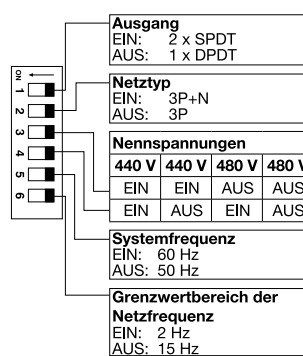 ON
1
2
3
4
5
6
Ausgang
EIN: 2 x SPDT
AUS: 1 x DPDT
Netztyp
EIN: 3P+N
AUS: 3P
Nennspannungen
440 V 440 V 480 V 480 V
EIN EIN AUS AUS
EIN AUS EIN AUS
Systemfrequenz
EIN: 60 Hz
AUS: 50 Hz
Grenzwertbereich der
Netzfrequenz
EIN: 2 Hz
AUS: 15 Hz